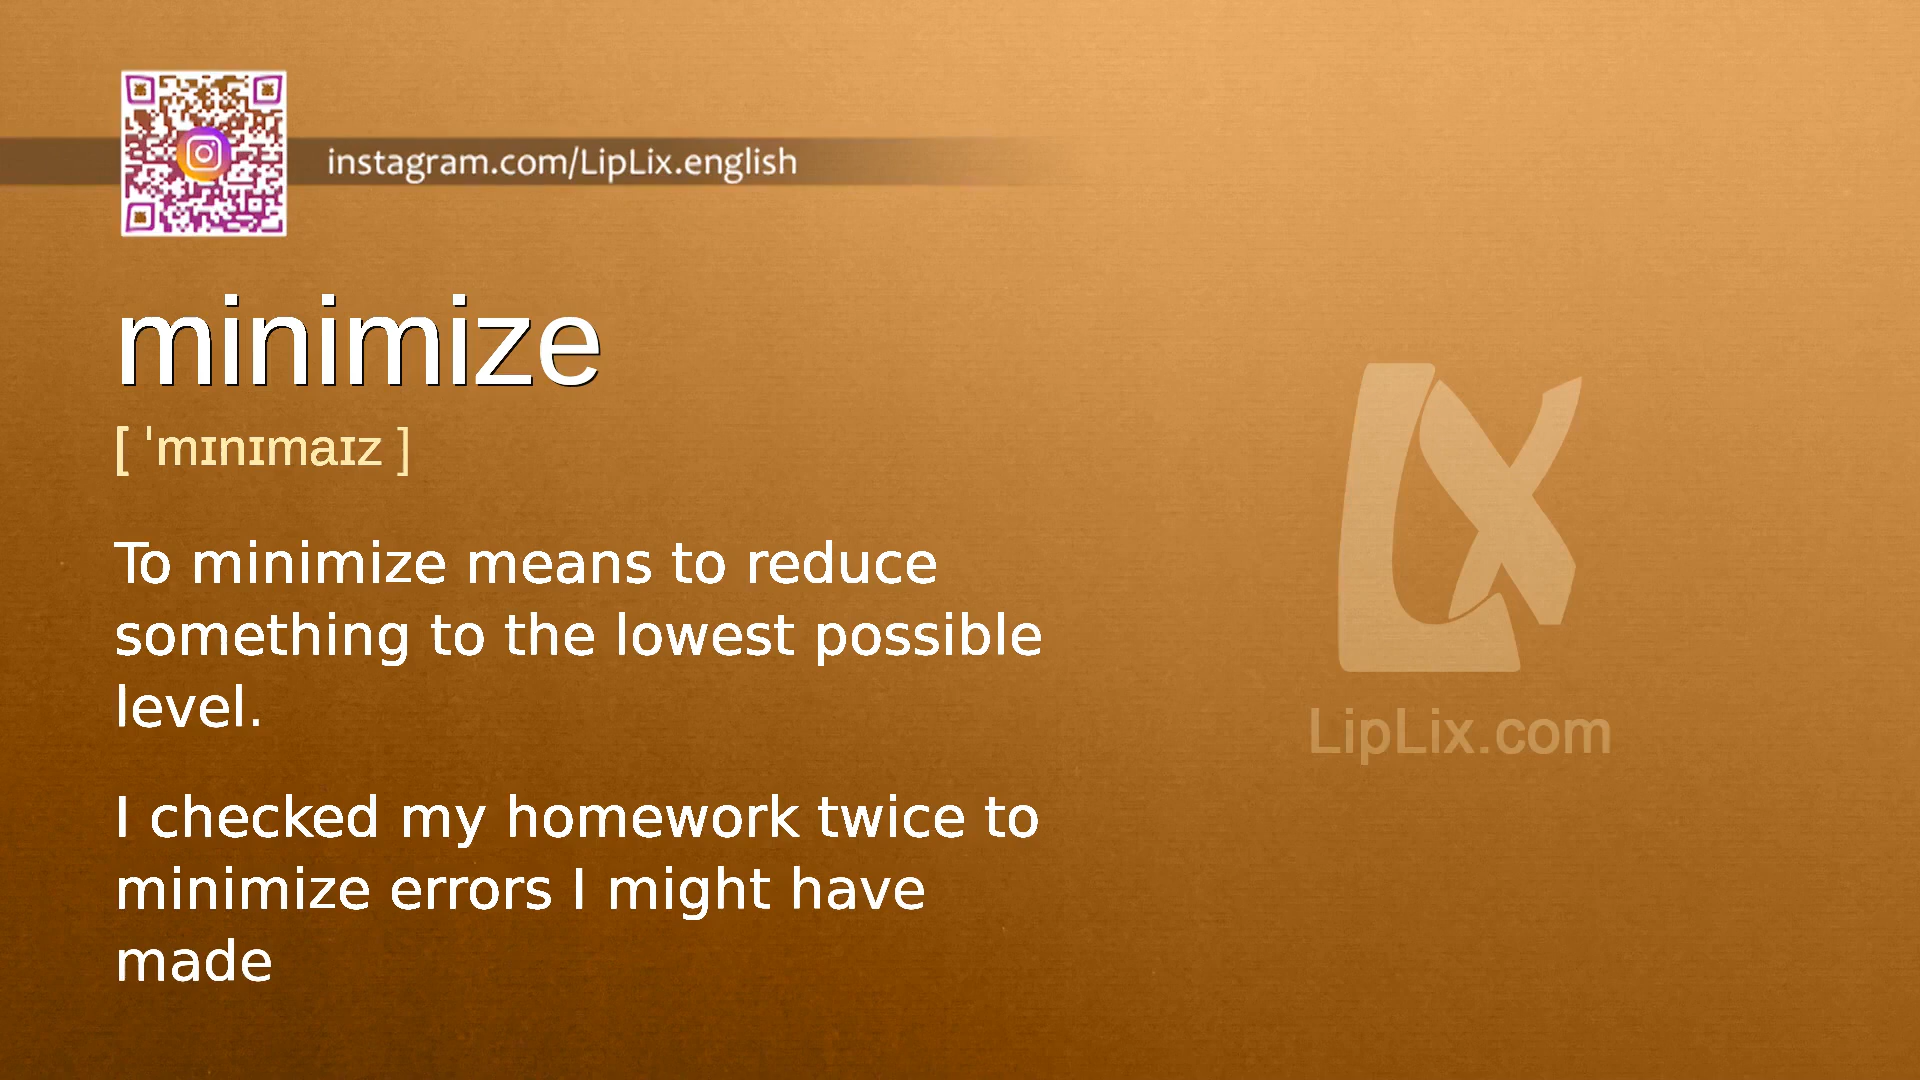 instagram.com/LipLix.english
minimize
[ ˈmɪnɪmaɪz ]
To minimize means to reduce
something to the lowest possible
level.
I checked my homework twice to
minimize errors I might have
made
LX
LipLix.com